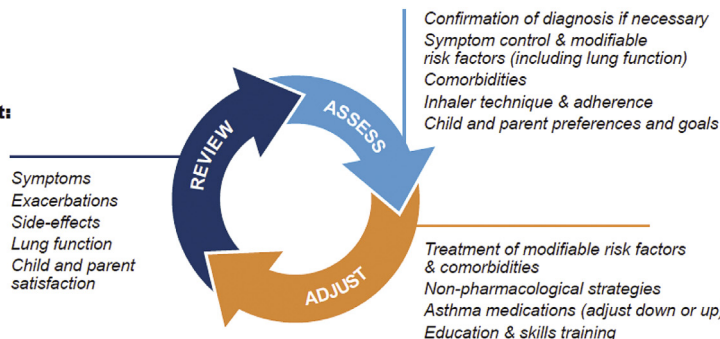 Confirmation of diagnosis if necessary
Symptom control & modifiable
risk factors (including lung function)
Comorbidities
Inhaler technique & adherence
Child and parent preferences and goals
t:
REVIEW
ASSESS
ADJUST
Symptoms
Exacerbations
Side-effects
Lung function
Child and parent
satisfaction
Treatment of modifiable risk factors
& comorbidities
Non-pharmacological strategies
Asthma medications (adjust down or up)
Education & skills training